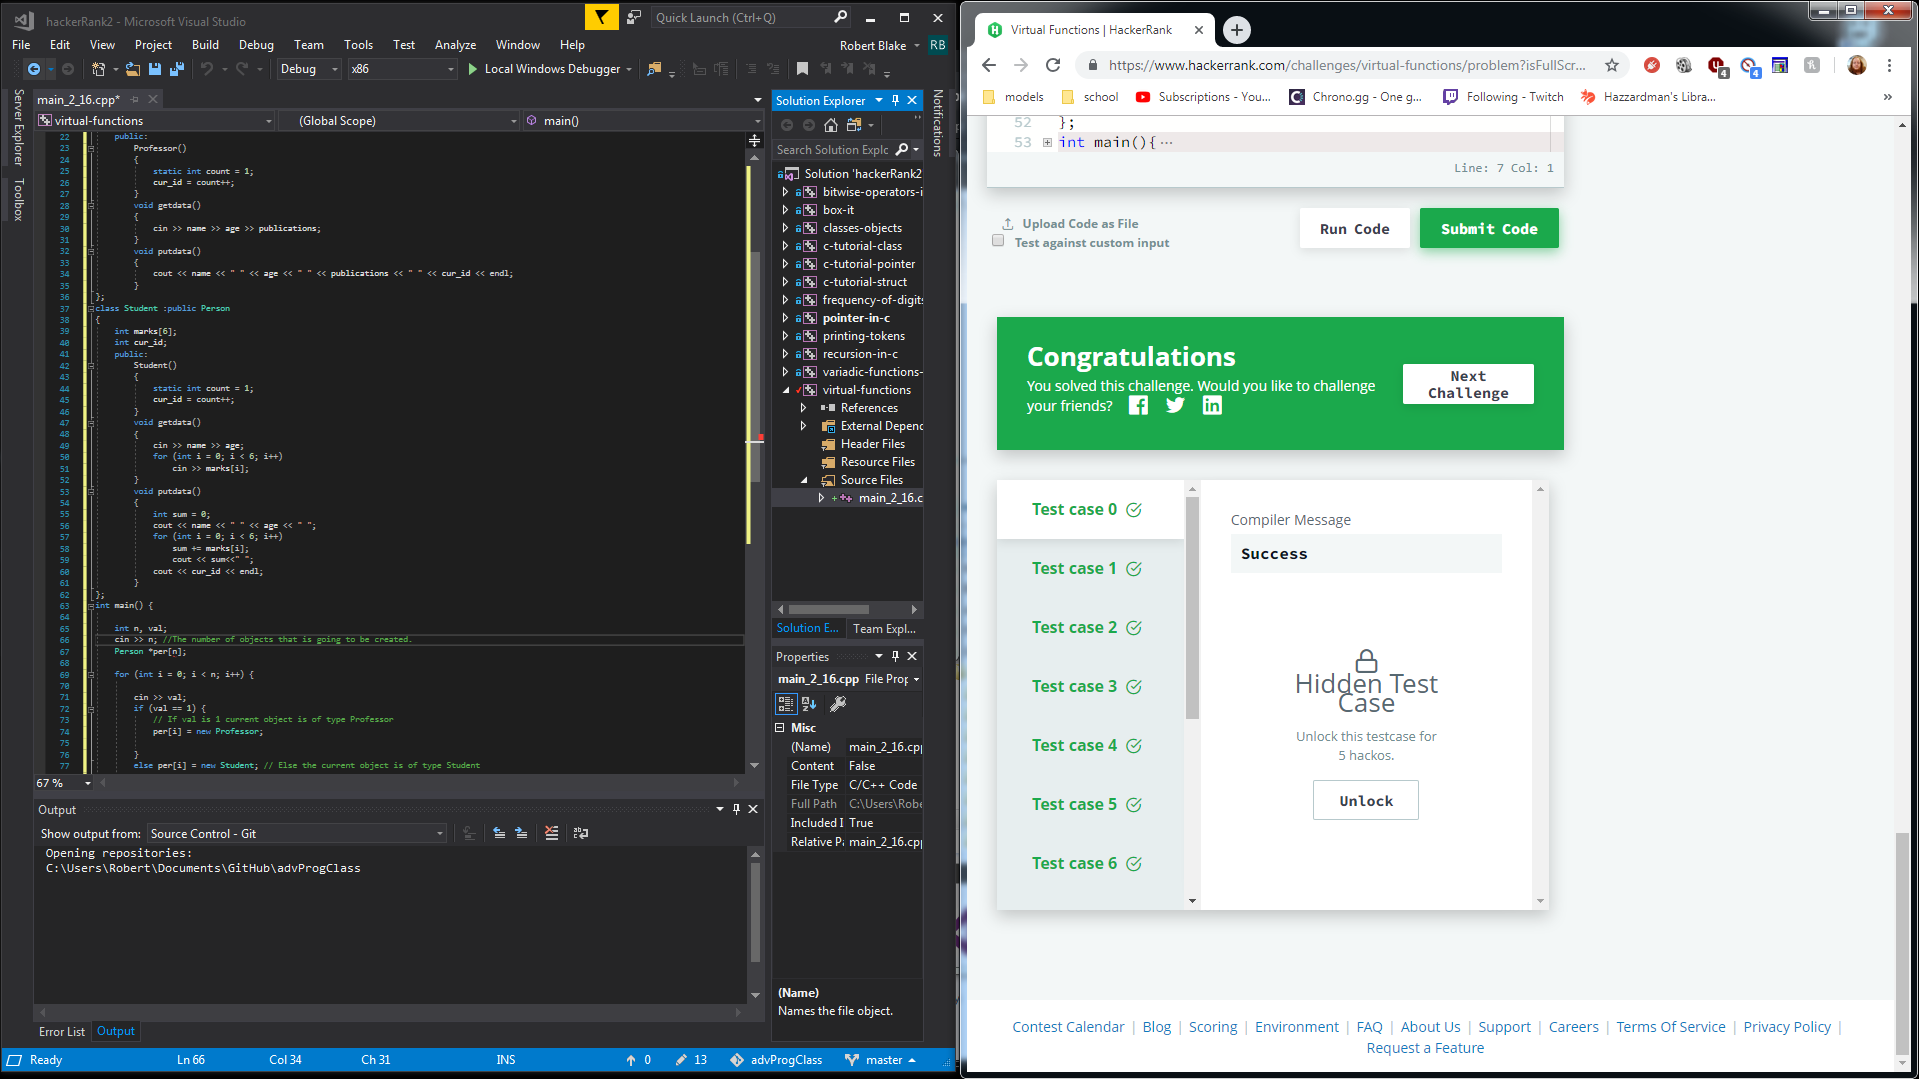 hackerRank2 - Microsoft Visual Studio
Quick Launch (Ctrl+Q)
File Edit View Project Build Debug Team Tools Test Analyze Window Help
Robert Blake RB
Debug x86 Local Windows Debugger
Server Explorer
Toolbox
Notifications
main_2_16.cpp*
virtual-functions (Global Scope) main()
22 public:
23 Professor()
24 {
25 static int count = 1;
26 cur_id = count++;
27 }
28 void getdata()
29 {
30 cin >> name >> age >> publications;
31 }
32 void putdata()
33 {
34 cout << name << " " << age << " " << publications << " " << cur_id << endl;
35 }
36 };
37 class Student :public Person
38 {
39 int marks[6];
40 int cur_id;
41 public:
42 Student()
43 {
44 static int count = 1;
45 cur_id = count++;
46 }
47 void getdata()
48 {
49 cin >> name >> age;
50 for (int i = 0; i < 6; i++)
51 cin >> marks[i];
52 }
53 void putdata()
54 {
55 int sum = 0;
56 cout << name << " " << age << " ";
57 for (int i = 0; i < 6; i++)
58 sum += marks[i];
59 cout << sum<<" ";
60 cout << cur_id << endl;
61 }
62 };
63 int main() {
64
65 int n, val;
66 cin >> n; //The number of objects that is going to be created.
67 Person *per[n];
68
69 for (int i = 0; i < n; i++) {
70
71 cin >> val;
72 if (val == 1) {
73 // If val is 1 current object is of type Professor
74 per[i] = new Professor;
75
76 }
77 else per[i] = new Student; // Else the current object is of type Student
67 %
Solution Explorer
Search Solution Explc
Solution 'hackerRank2
bitwise-operators-i
box-it
classes-objects
c-tutorial-class
c-tutorial-pointer
c-tutorial-struct
frequency-of-digits
pointer-in-c
printing-tokens
recursion-in-c
variadic-functions-
virtual-functions
References
External Depend
Header Files
Resource Files
Source Files
main_2_16.c
Solution E... Team Expl...
Properties
main_2_16.cpp File Prop
Misc
(Name) main_2_16.cpp
Content False
File Type C/C++ Code
Full Path C:\Users\Robe
Included I True
Relative Pa main_2_16.cpp
(Name)
Names the file object.
Output
Show output from: Source Control - Git
Opening repositories:
C:\Users\Robert\Documents\GitHub\advProgClass
Error List Output
Ready Ln 66 Col 34 Ch 31 INS 0 13 advProgClass master
Virtual Functions | HackerRank
https://www.hackerrank.com/challenges/virtual-functions/problem?isFullScr...
4 4
models school Subscriptions - You... Chrono.gg - One g... Following - Twitch Hazzardman's Libra... »
52 };
53 int main(){
Line: 7 Col: 1
Upload Code as File
Test against custom input
Run Code Submit Code
Congratulations
You solved this challenge. Would you like to challenge
your friends?
Next
Challenge
Test case 0
Test case 1
Test case 2
Test case 3
Test case 4
Test case 5
Test case 6
Compiler Message
Success
Hidden Test
Case
Unlock this testcase for
5 hackos.
Unlock
Contest Calendar | Blog | Scoring | Environment | FAQ | About Us | Support | Careers | Terms Of Service | Privacy Policy |
Request a Feature